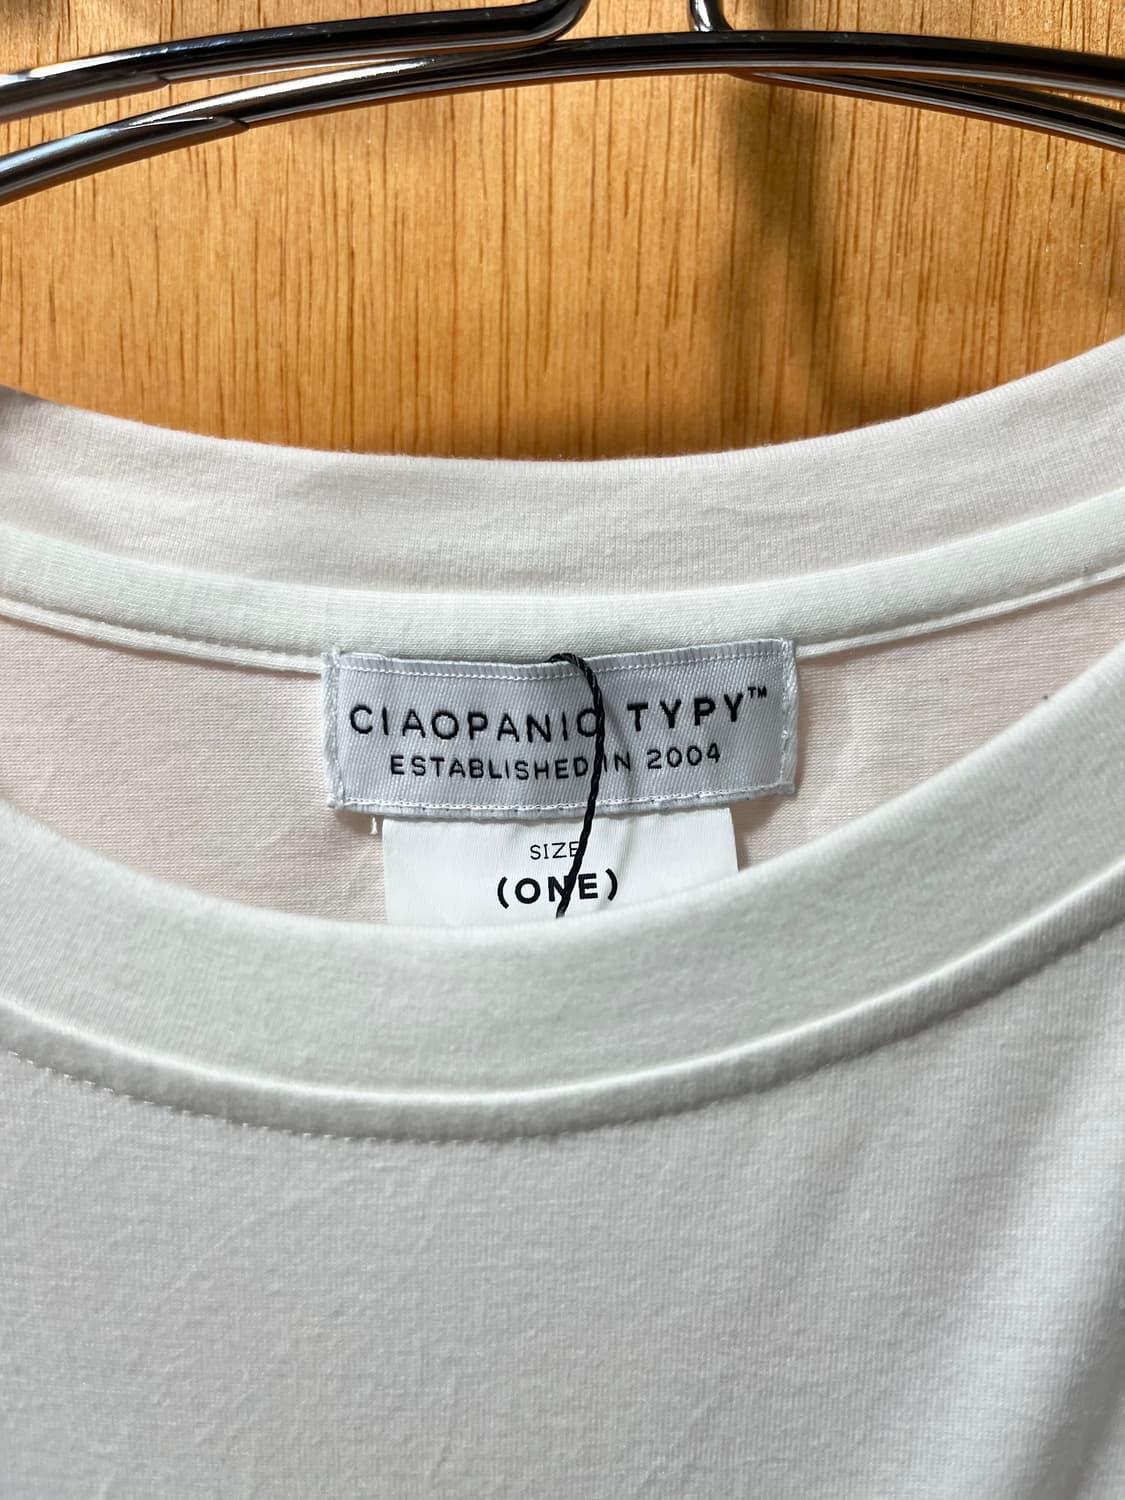 CIAOPANIC TYPY™
ESTABLISHED IN 2004
SIZE
(ONE)